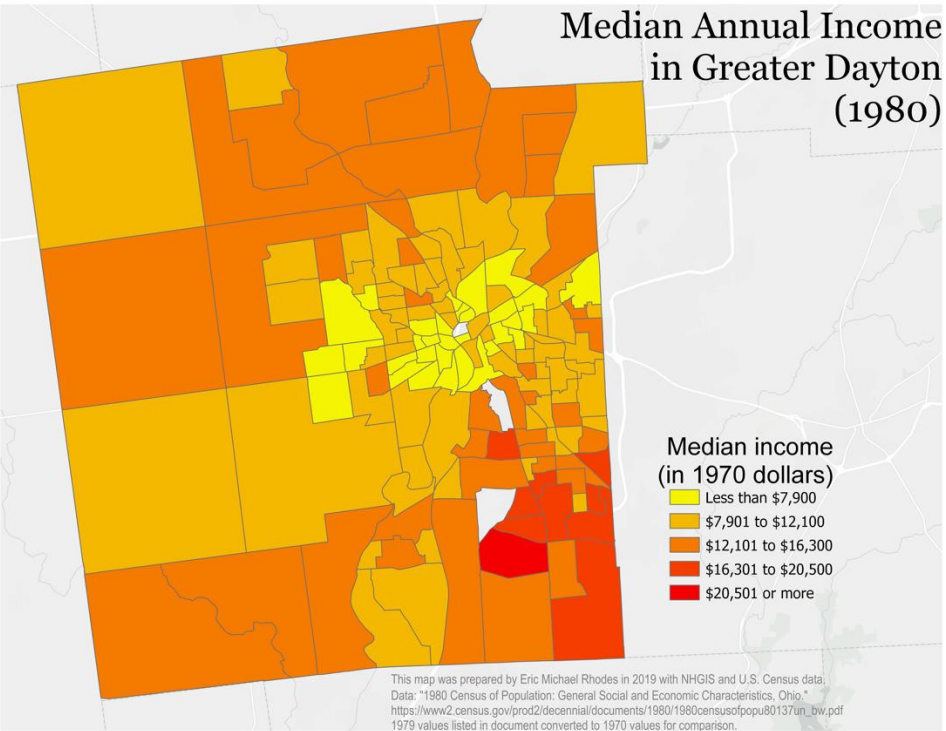 Median Annual Income
in Greater Dayton
(1980)
Median income
(in 1970 dollars)
Less than $7,900
$7,901 to $12,100
$12,101 to $16,300
$16,301 to $20,500
$20,501 or more
This map was prepared by Eric Michael Rhodes in 2019 with NHGIS and U.S. Census data.
Data: "1980 Census of Population: General Social and Economic Characteristics, Ohio."
https://www2.census.gov/prod2/decennial/documents/1980/1980censusofpopu80137un_bw.pdf
1979 values listed in document converted to 1970 values for comparison.